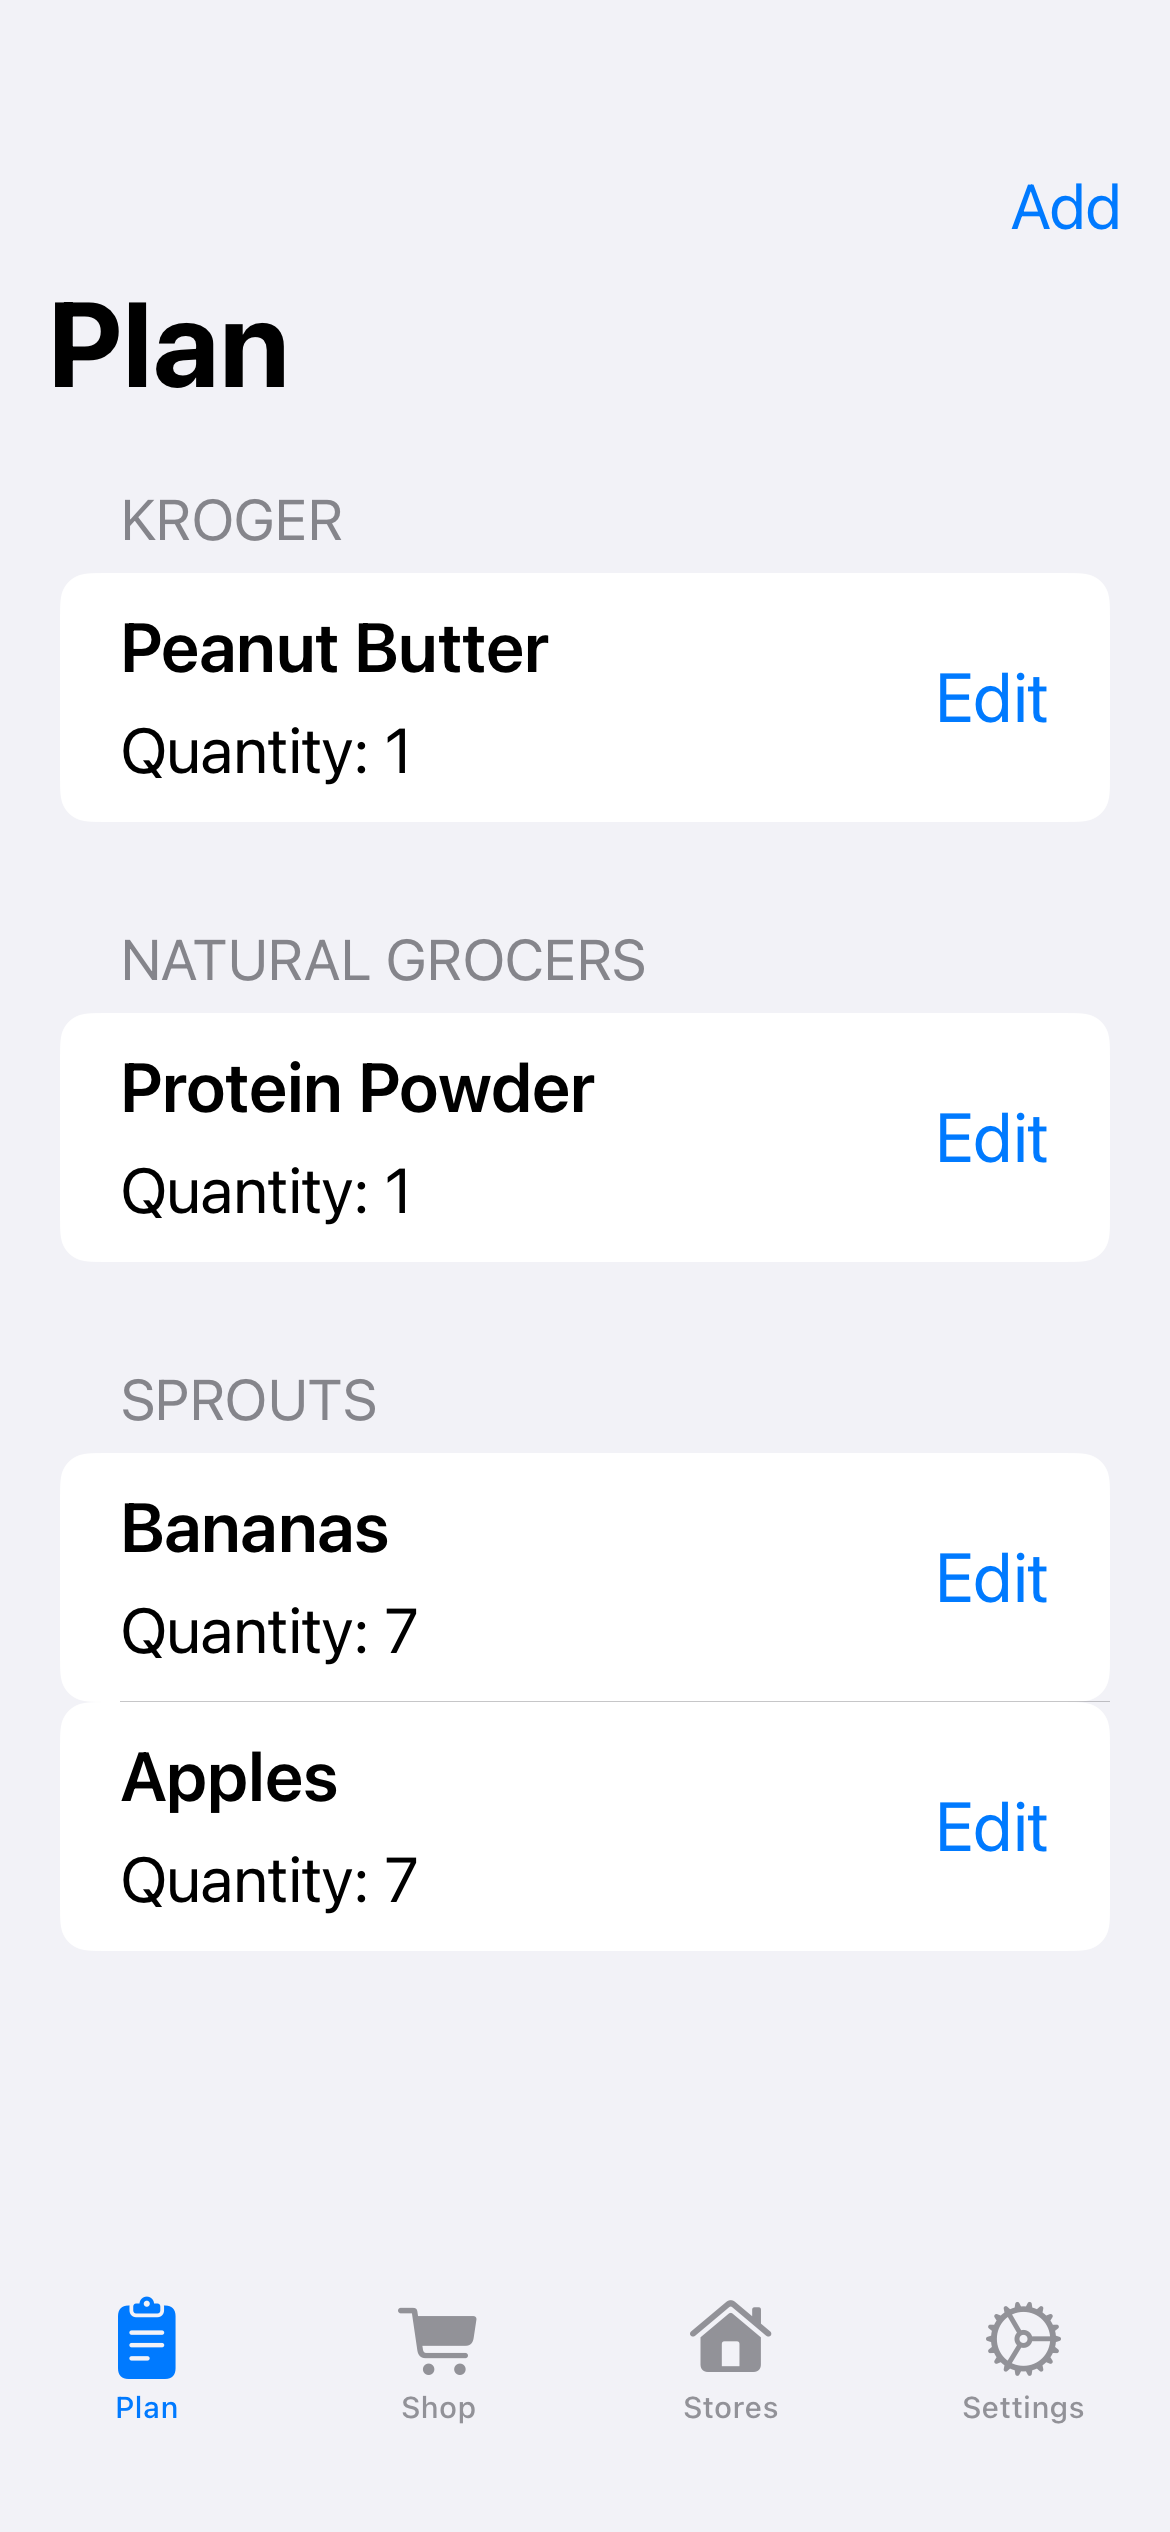 Add
Plan
KROGER
Peanut Butter
Edit
Quantity: 1
NATURAL GROCERS
Protein Powder
Edit
Quantity: 1
SPROUTS
Bananas
Edit
Quantity: 7
Apples
Edit
Quantity: 7
Plan
Shop
Stores
Settings